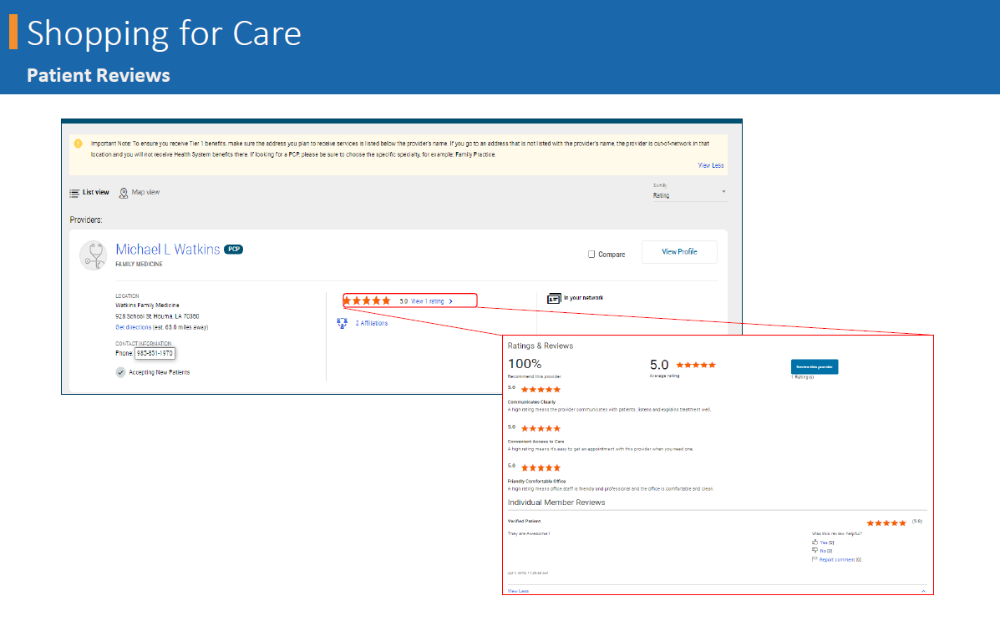 Shopping for Care
Patient Reviews
Important Note: To ensure you receive Tier 1 benefits, make sure the address you plan to receive services is listed below the provider's name. If you go to an address that is not listed with the provider's name, the provider is out-of-network in that
location and you will not receive Health System benefits there. If looking for a PCP, please be sure to choose the specific specialty, for example: Family Practice.
View Less
List view
Map view
Sort By
Rating
Providers:
Michael L Watkins PCP
FAMILY MEDICINE
Compare
View Profile
LOCATION
Watkins Family Medicine
928 School St, Houma, LA 70360
Get directions (est. 63.0 miles away)
CONTACT INFORMATION
Phone: 985-851-1970
Accepting New Patients
5.0 View 1 rating
2 Affiliations
In your network
Ratings & Reviews
100%
Recommend this provider
5.0
Average rating
Review this provider
1 Rating(s)
5.0
Communicates Clearly
A high rating means the provider communicates with patients, listens and explains treatment well.
5.0
Convenient Access to Care
A high rating means it's easy to get an appointment with this provider when you need one.
5.0
Friendly Comfortable Office
A high rating means office staff is friendly and professional and the office is comfortable and clean.
Individual Member Reviews
Verified Patient
(5.0)
They are Awesome!
Was this review helpful?
Yes (0)
No (0)
Report comment (0)
View Less